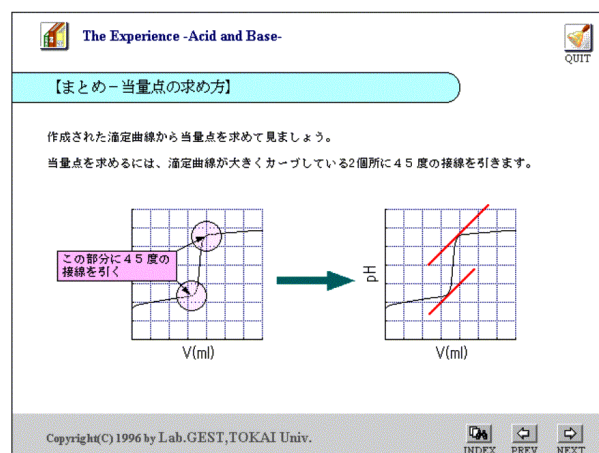 The Experience -Acid and Base-
QUIT
【まとめ－当量点の求め方】
作成された滴定曲線から当量点を求めて見ましょう。
当量点を求めるには、滴定曲線が大きくカーブしている2個所に４５度の接線を引きます。
この部分に４５度の
接線を引く
pH
V(ml)
V(ml)
Copyright(C) 1996 by Lab.GEST,TOKAI Univ.
INDEX
PREV
NEXT